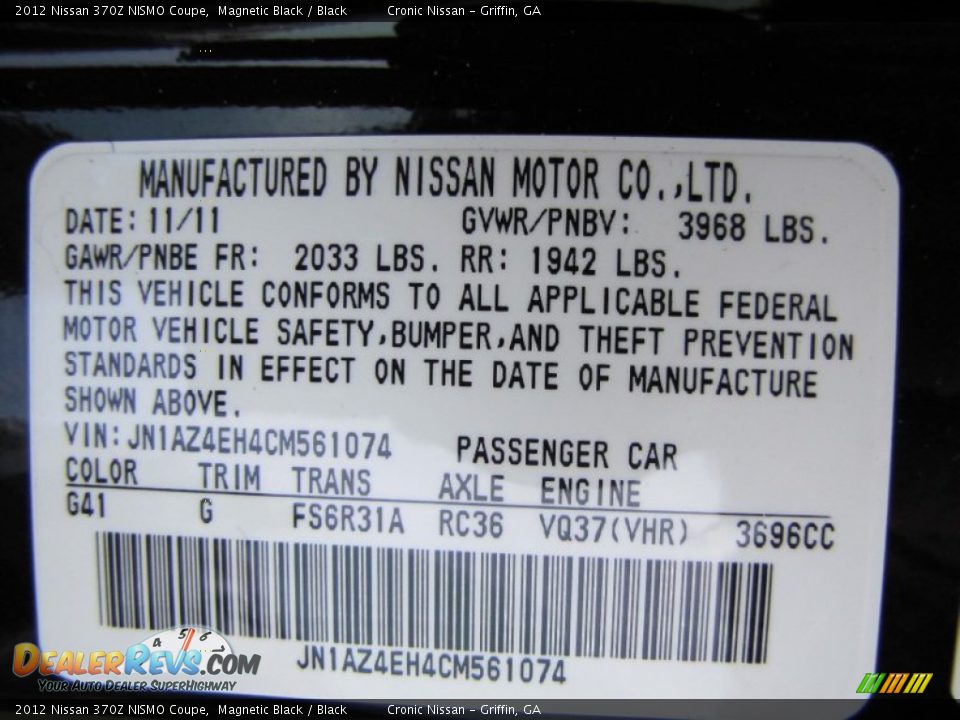 2012 Nissan 370Z NISMO Coupe,  Magnetic Black / Black        Cronic Nissan - Griffin, GA
MANUFACTURED BY NISSAN MOTOR CO.,LTD.
DATE: 11/11 GVWR/PNBV: 3968 LBS.
GAWR/PNBE FR: 2033 LBS. RR: 1942 LBS.
THIS VEHICLE CONFORMS TO ALL APPLICABLE FEDERAL
MOTOR VEHICLE SAFETY,BUMPER,AND THEFT PREVENTION
STANDARDS IN EFFECT ON THE DATE OF MANUFACTURE
SHOWN ABOVE.
VIN: JN1AZ4EH4CM561074 PASSENGER CAR
COLOR TRIM TRANS AXLE ENGINE
G41 G FS6R31A RC36 VQ37(VHR) 3696CC
JN1AZ4EH4CM561074
4 5 6
DEALERREVS.COM
YOUR AUTO DEALER SUPERHIGHWAY
2012 Nissan 370Z NISMO Coupe,  Magnetic Black / Black        Cronic Nissan - Griffin, GA